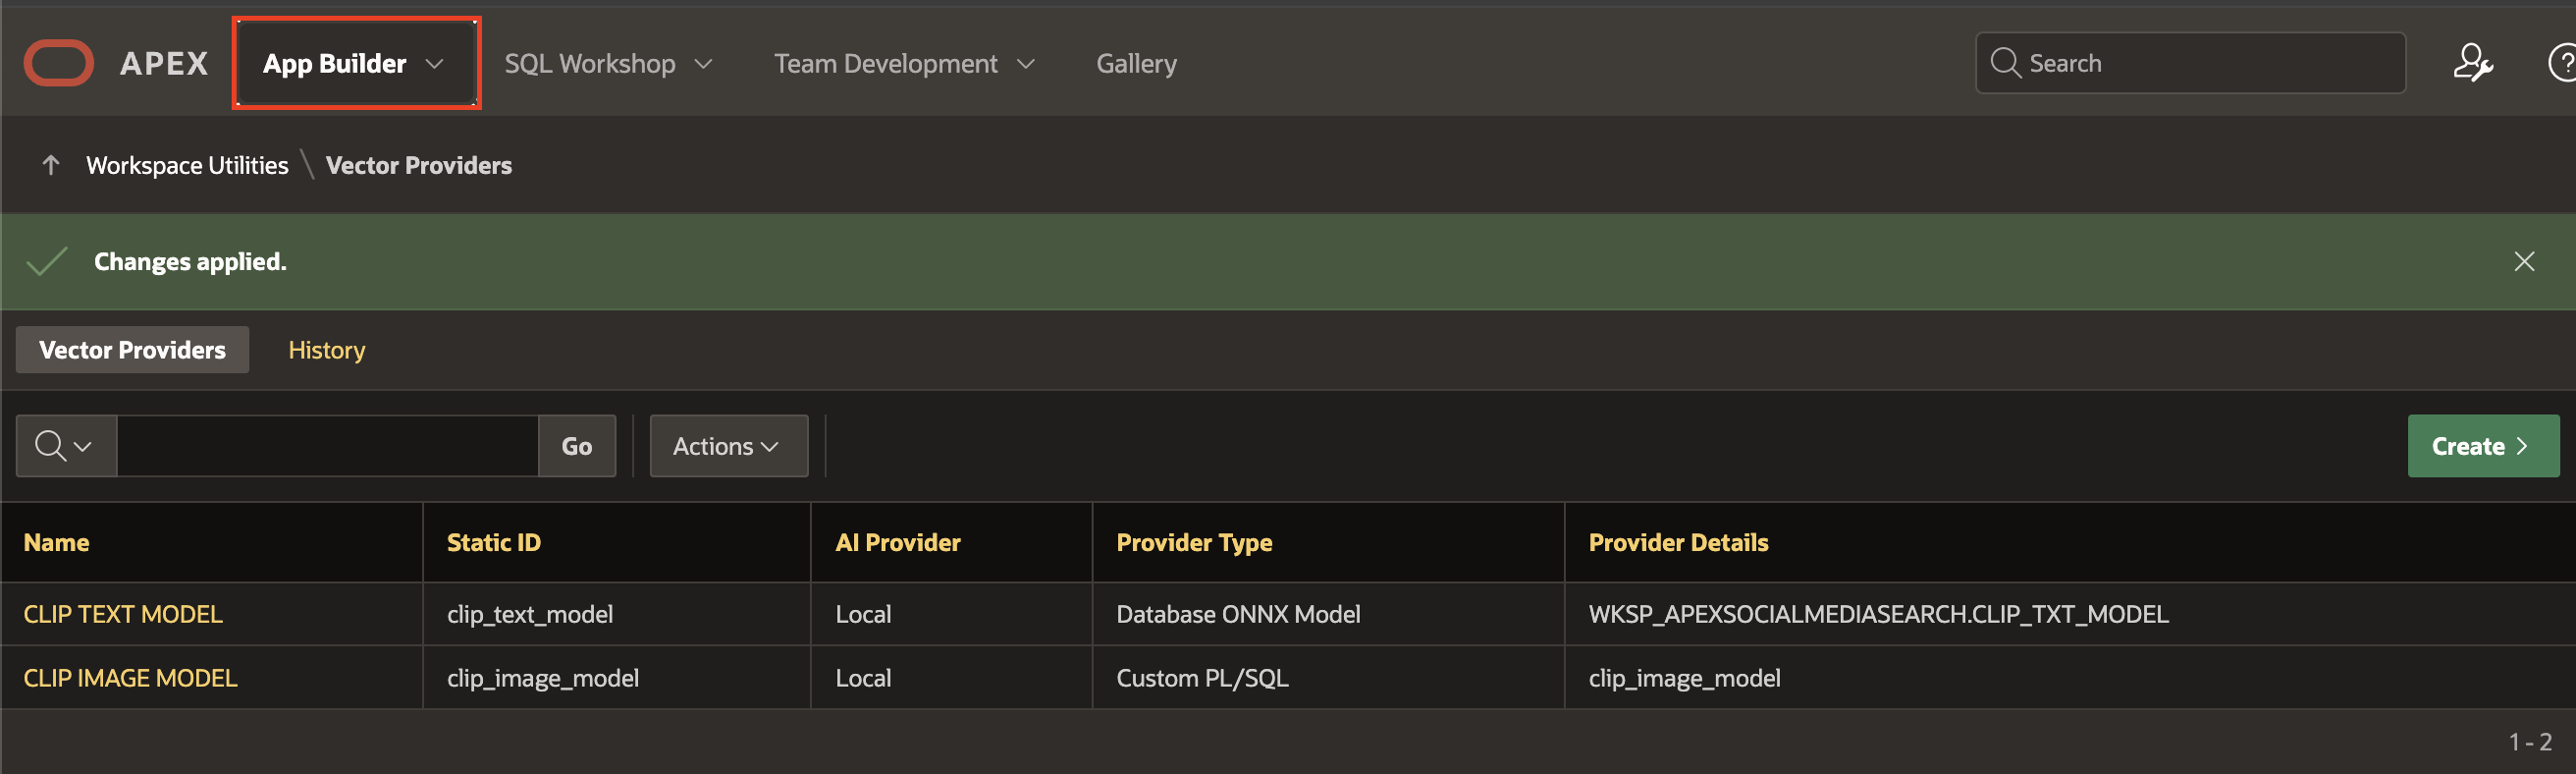 APEX App Builder SQL Workshop Team Development Gallery Search ?
Workspace Utilities \ Vector Providers
Changes applied.
Vector Providers History
Go Actions Create
Name Static ID AI Provider Provider Type Provider Details
CLIP TEXT MODEL clip_text_model Local Database ONNX Model WKSP_APEXSOCIALMEDIASEARCH.CLIP_TXT_MODEL
CLIP IMAGE MODEL clip_image_model Local Custom PL/SQL clip_image_model
1 - 2